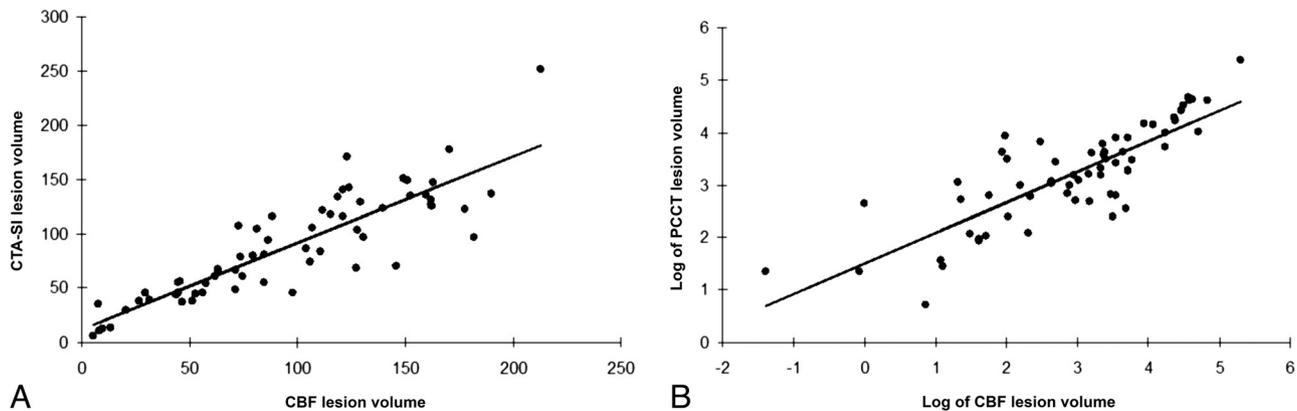 300
250
200
150
100
50
0
0 50 100 150 200 250
CTA-SI lesion volume
CBF lesion volume
A
6
5
4
3
2
1
0
-2 -1 0 1 2 3 4 5 6
Log of PCCT lesion volume
Log of CBF lesion volume
B